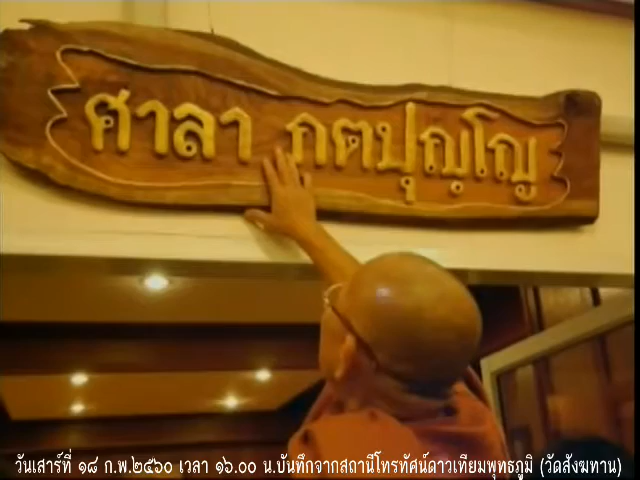 ศาลา ภตปุญฺโญ
วันเสาร์ที่ ๑๘ ก.พ.๒๕๖๐ เวลา ๑๖.๐๐ น.บันทึกจากสถานีโทรทัศน์ดาวเทียมพุทธภูมิ (วัดสังฆทาน)